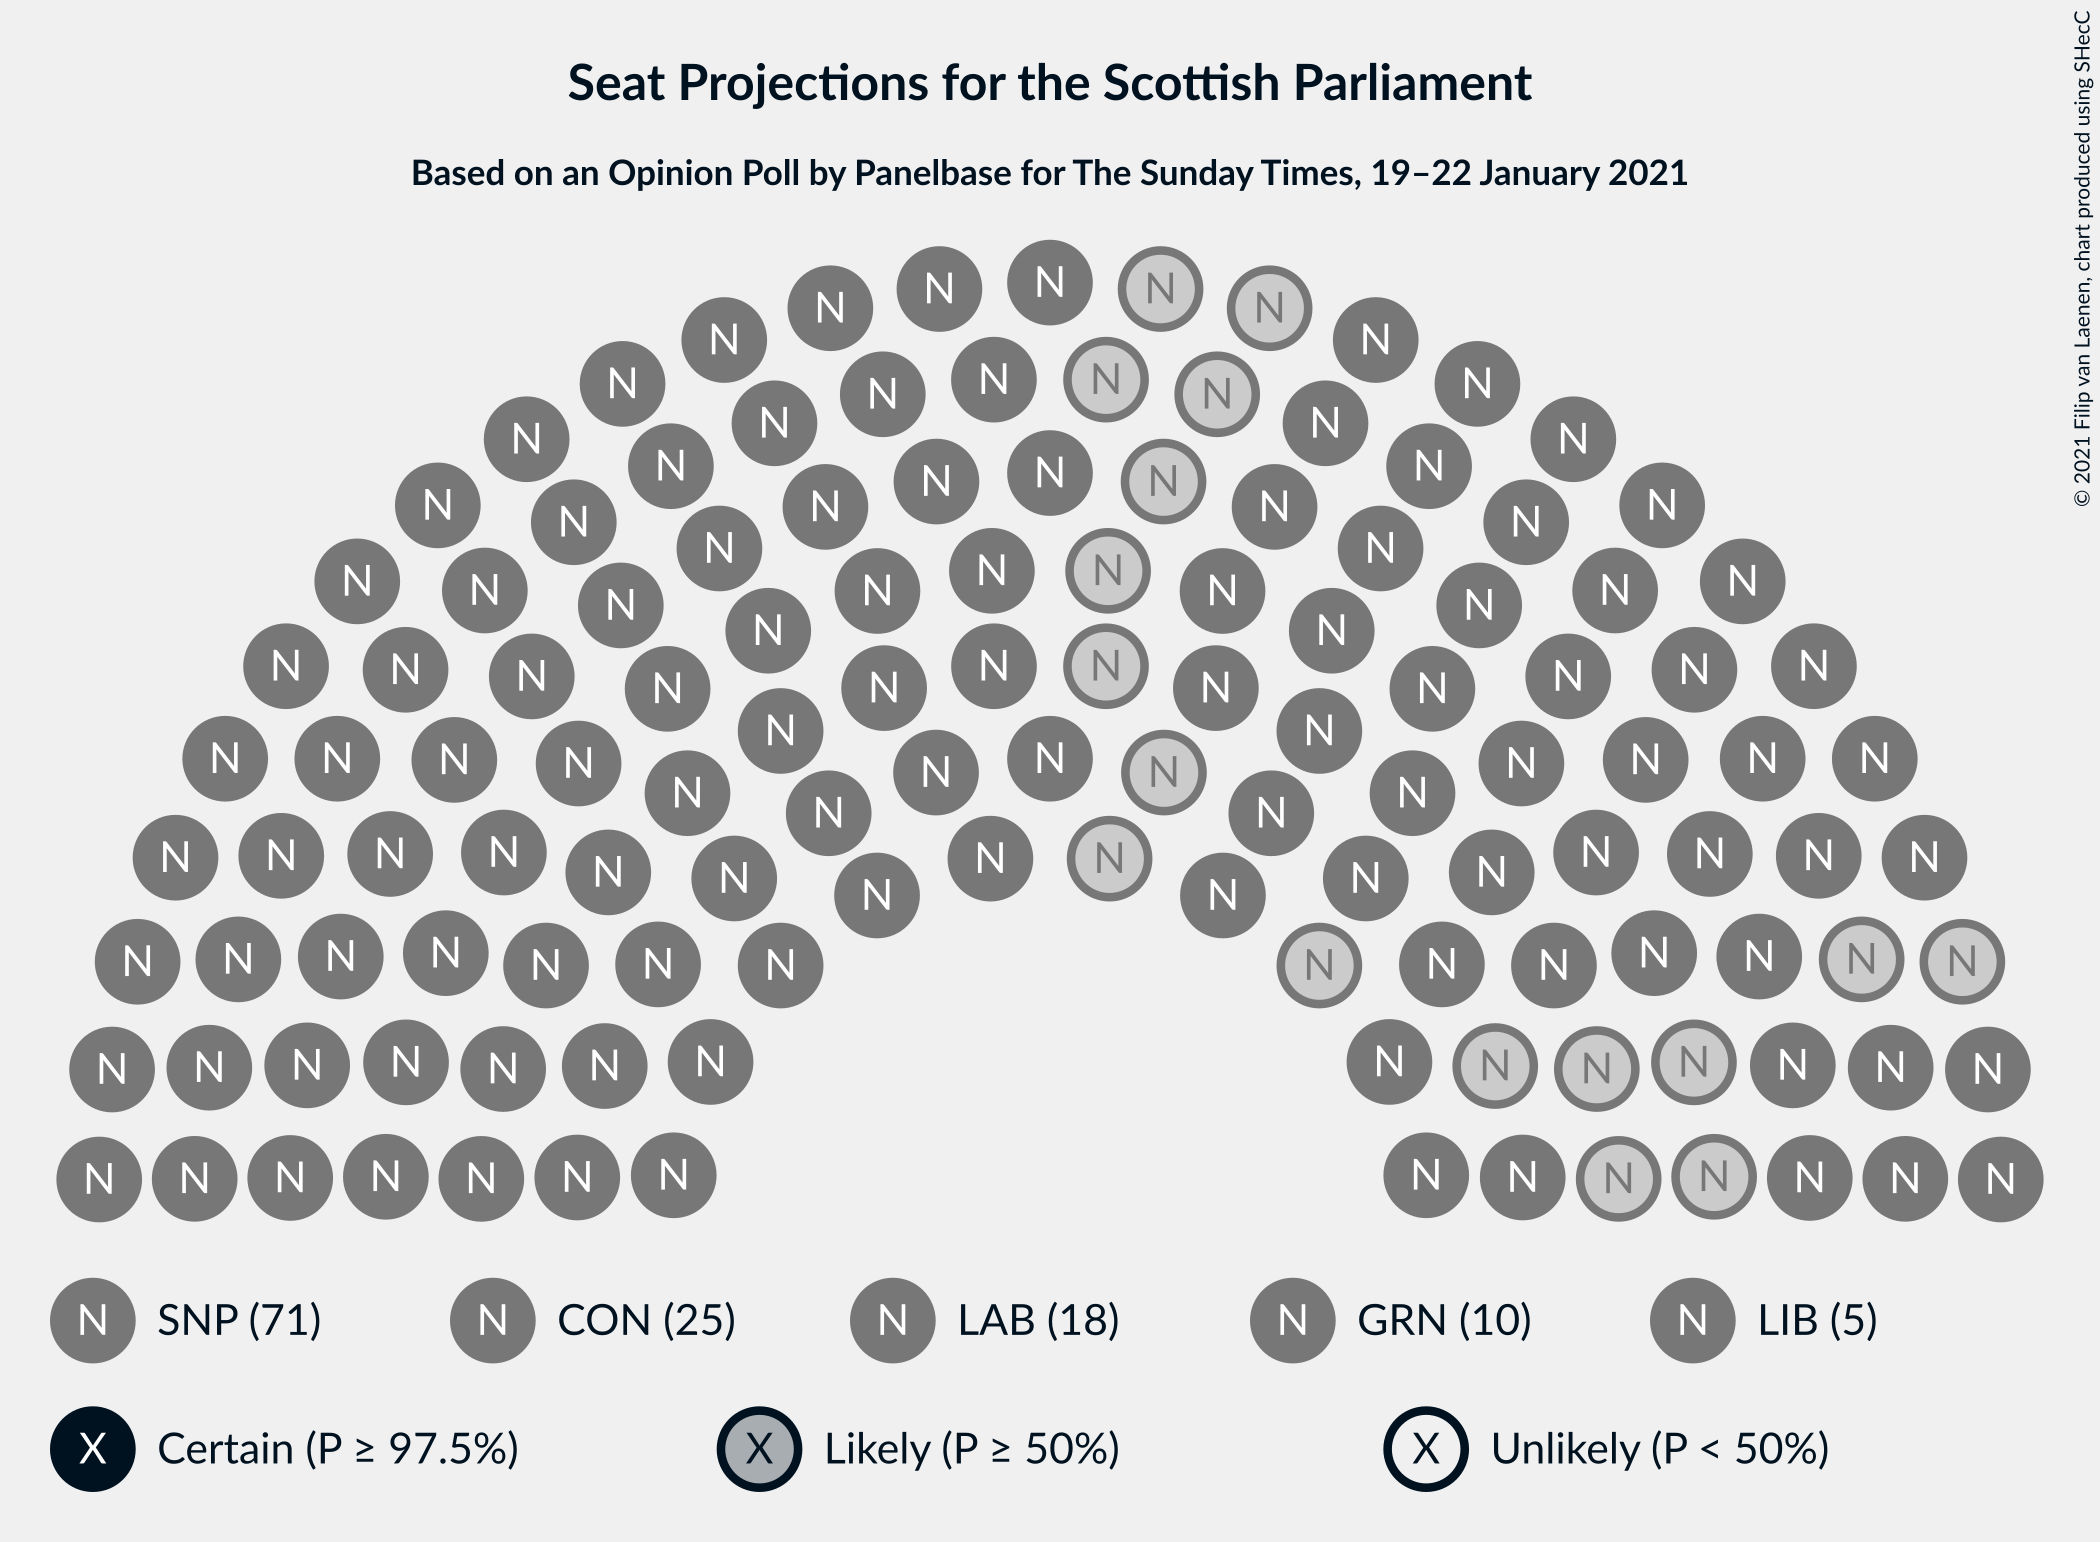 Seat Projections for the Scottish Parliament
Based on an Opinion Poll by Panelbase for The Sunday Times, 19–22 January 2021
© 2021 Filip van Laenen, chart produced using SHecC
N N N N N
N N
N N N N N N
N N N N
N N N N N N N N N
N N N N N N N N
N N N N N N N N N N
N N N N N N N N N N
N N N N N N N N N N
N N N N N N N N N N
N N N N N N N N N N
N N N N N N N N N N
N N N N N N N N N N
N N N N N N N N N N
N N N N N N N
N SNP (71) N CON (25) N LAB (18) N GRN (10) N LIB (5)
X Certain (P ≥ 97.5%) X Likely (P ≥ 50%) X Unlikely (P < 50%)